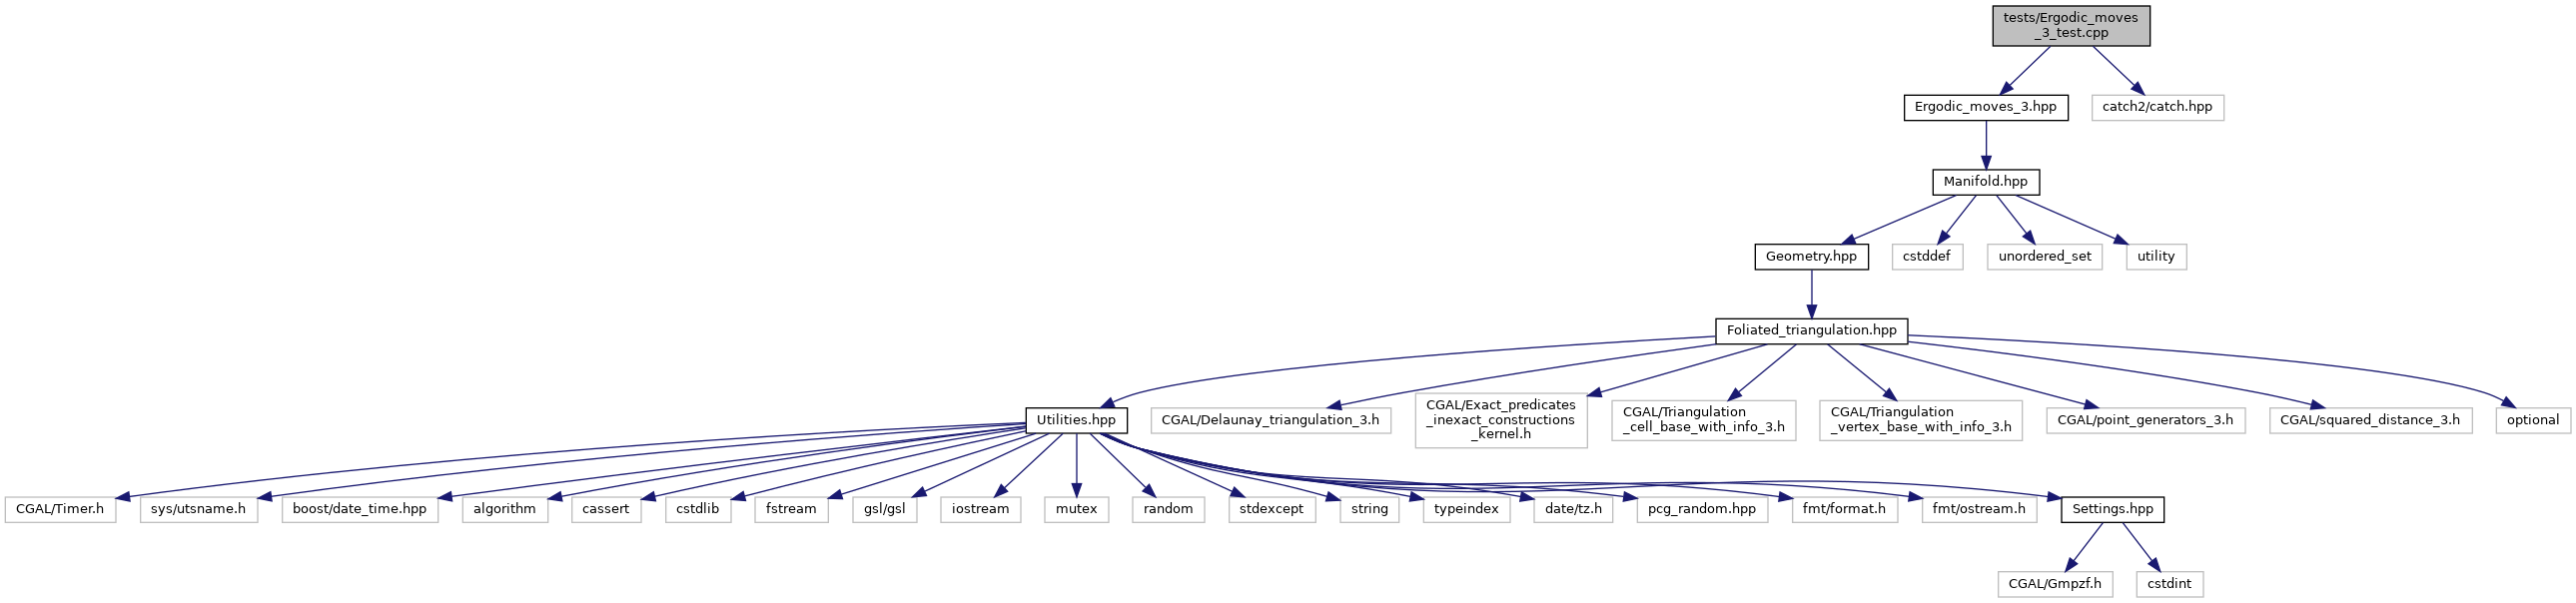 tests/Ergodic_moves
_3_test.cpp
Ergodic_moves_3.hpp
catch2/catch.hpp
Manifold.hpp
Geometry.hpp
cstddef
unordered_set
utility
Foliated_triangulation.hpp
Utilities.hpp
CGAL/Delaunay_triangulation_3.h
CGAL/Exact_predicates
_inexact_constructions
_kernel.h
CGAL/Triangulation
_cell_base_with_info_3.h
CGAL/Triangulation
_vertex_base_with_info_3.h
CGAL/point_generators_3.h
CGAL/squared_distance_3.h
optional
CGAL/Timer.h
sys/utsname.h
boost/date_time.hpp
algorithm
cassert
cstdlib
fstream
gsl/gsl
iostream
mutex
random
stdexcept
string
typeindex
date/tz.h
pcg_random.hpp
fmt/format.h
fmt/ostream.h
Settings.hpp
CGAL/Gmpzf.h
cstdint